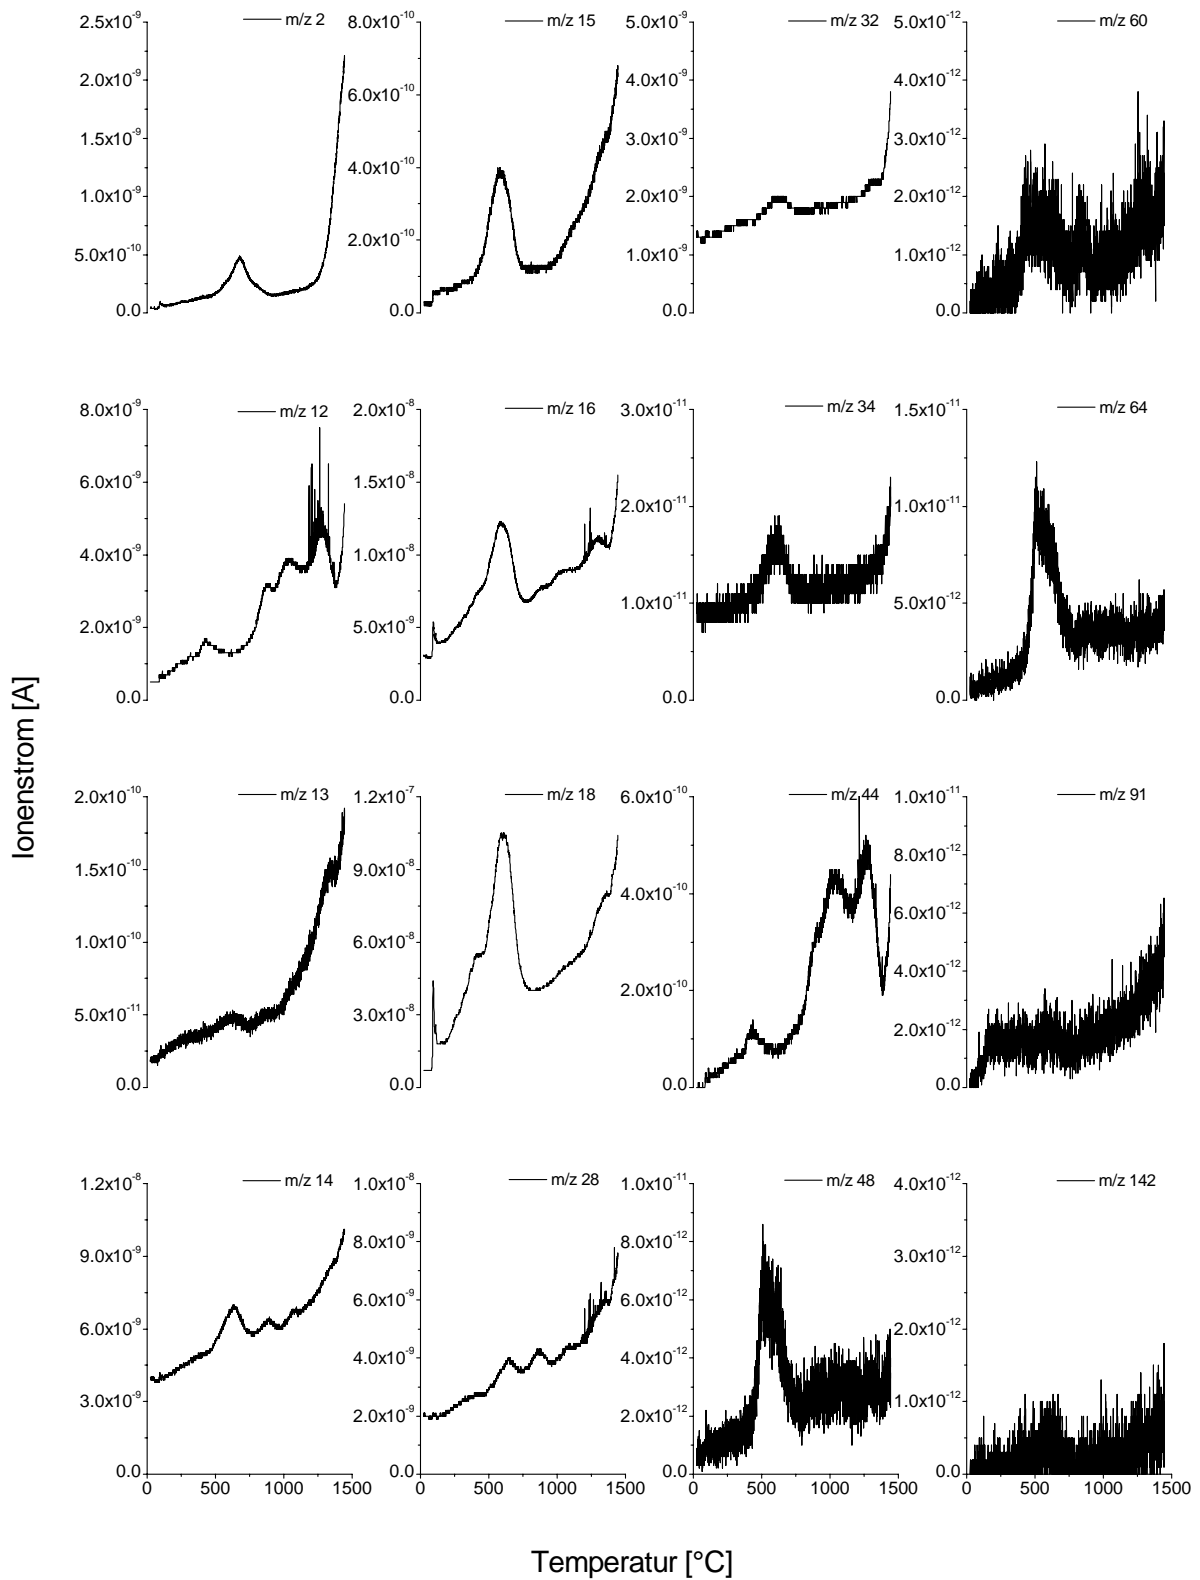 m/z 2
2.5x10⁻⁹
2.0x10⁻⁹
1.5x10⁻⁹
1.0x10⁻⁹
5.0x10⁻¹⁰
0.0
m/z 15
8.0x10⁻¹⁰
6.0x10⁻¹⁰
4.0x10⁻¹⁰
2.0x10⁻¹⁰
0.0
m/z 32
5.0x10⁻⁹
4.0x10⁻⁹
3.0x10⁻⁹
2.0x10⁻⁹
1.0x10⁻⁹
0.0
m/z 60
5.0x10⁻¹²
4.0x10⁻¹²
3.0x10⁻¹²
2.0x10⁻¹²
1.0x10⁻¹²
0.0
m/z 12
8.0x10⁻⁹
6.0x10⁻⁹
4.0x10⁻⁹
2.0x10⁻⁹
0.0
m/z 16
2.0x10⁻⁸
1.5x10⁻⁸
1.0x10⁻⁸
5.0x10⁻⁹
0.0
m/z 34
3.0x10⁻¹¹
2.0x10⁻¹¹
1.0x10⁻¹¹
0.0
m/z 64
1.5x10⁻¹¹
1.0x10⁻¹¹
5.0x10⁻¹²
0.0
Ionenstrom [A]
m/z 13
2.0x10⁻¹⁰
1.5x10⁻¹⁰
1.0x10⁻¹⁰
5.0x10⁻¹¹
0.0
m/z 18
1.2x10⁻⁷
9.0x10⁻⁸
6.0x10⁻⁸
3.0x10⁻⁸
0.0
m/z 44
6.0x10⁻¹⁰
4.0x10⁻¹⁰
2.0x10⁻¹⁰
0.0
m/z 91
1.0x10⁻¹¹
8.0x10⁻¹²
6.0x10⁻¹²
4.0x10⁻¹²
2.0x10⁻¹²
0.0
m/z 14
1.2x10⁻⁸
9.0x10⁻⁹
6.0x10⁻⁹
3.0x10⁻⁹
0.0
0 500 1000 1500
m/z 28
1.0x10⁻⁸
8.0x10⁻⁹
6.0x10⁻⁹
4.0x10⁻⁹
2.0x10⁻⁹
0.0
0 500 1000 1500
m/z 48
1.0x10⁻¹¹
8.0x10⁻¹²
6.0x10⁻¹²
4.0x10⁻¹²
2.0x10⁻¹²
0.0
0 500 1000 1500
m/z 142
4.0x10⁻¹²
3.0x10⁻¹²
2.0x10⁻¹²
1.0x10⁻¹²
0.0
0 500 1000 1500
Temperatur [°C]